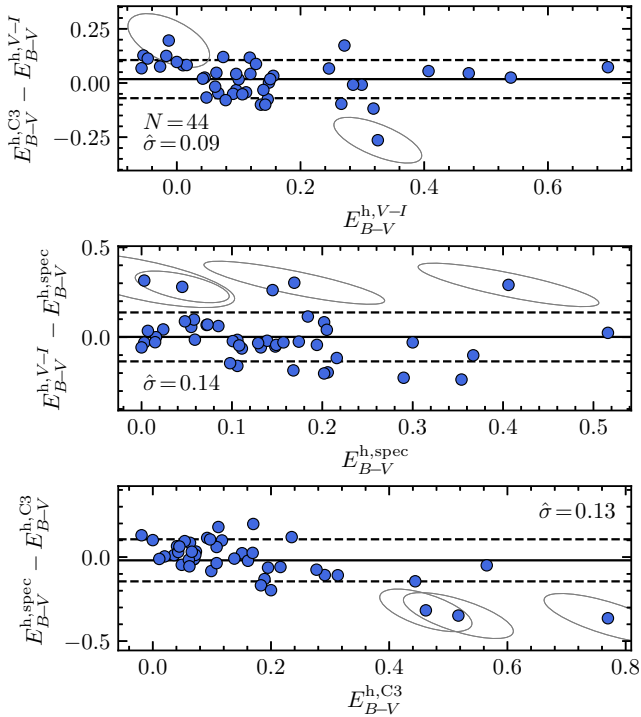 0.25
0.00
−0.25
E^{h,C3}_{B−V} − E^{h,V−I}_{B−V}
N = 44
σ̂ = 0.09
0.0 0.2 0.4 0.6
E^{h,V−I}_{B−V}
0.5
0.0
E^{h,V−I}_{B−V} − E^{h,spec}_{B−V}
σ̂ = 0.14
0.0 0.1 0.2 0.3 0.4 0.5
E^{h,spec}_{B−V}
0.0
−0.5
E^{h,spec}_{B−V} − E^{h,C3}_{B−V}
σ̂ = 0.13
0.0 0.2 0.4 0.6 0.8
E^{h,C3}_{B−V}